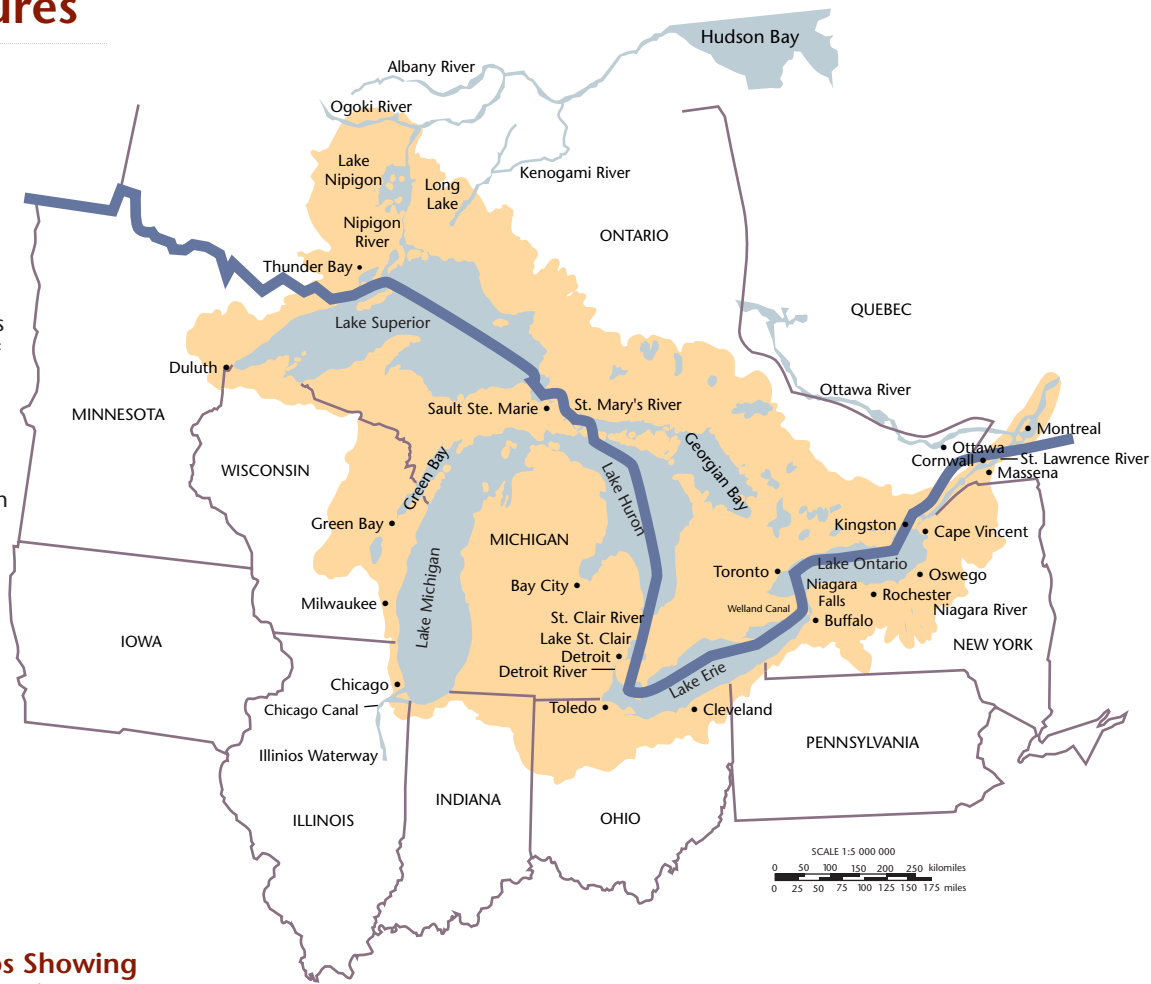 ures
Hudson Bay
Albany River
Ogoki River
Lake
Nipigon
Long
Lake
Kenogami River
Nipigon
River
ONTARIO
Thunder Bay
QUEBEC
s
Lake Superior
Duluth
Ottawa River
MINNESOTA
Sault Ste. Marie
St. Mary's River
Montreal
Ottawa
Cornwall
St. Lawrence River
Massena
WISCONSIN
Green Bay
Georgian Bay
Lake Huron
n
Green Bay
Kingston
Cape Vincent
MICHIGAN
Lake Michigan
Toronto
Lake Ontario
Oswego
Bay City
Niagara
Falls
Rochester
Milwaukee
Welland Canal
Niagara River
St. Clair River
Buffalo
Lake St. Clair
IOWA
Detroit
NEW YORK
Detroit River
Lake Erie
Chicago
Chicago Canal
Toledo
Cleveland
PENNSYLVANIA
Illinios Waterway
INDIANA
ILLINOIS
OHIO
SCALE 1:5 000 000
0 50 100 150 200 250 kilomiles
0 25 50 75 100 125 150 175 miles
s Showing